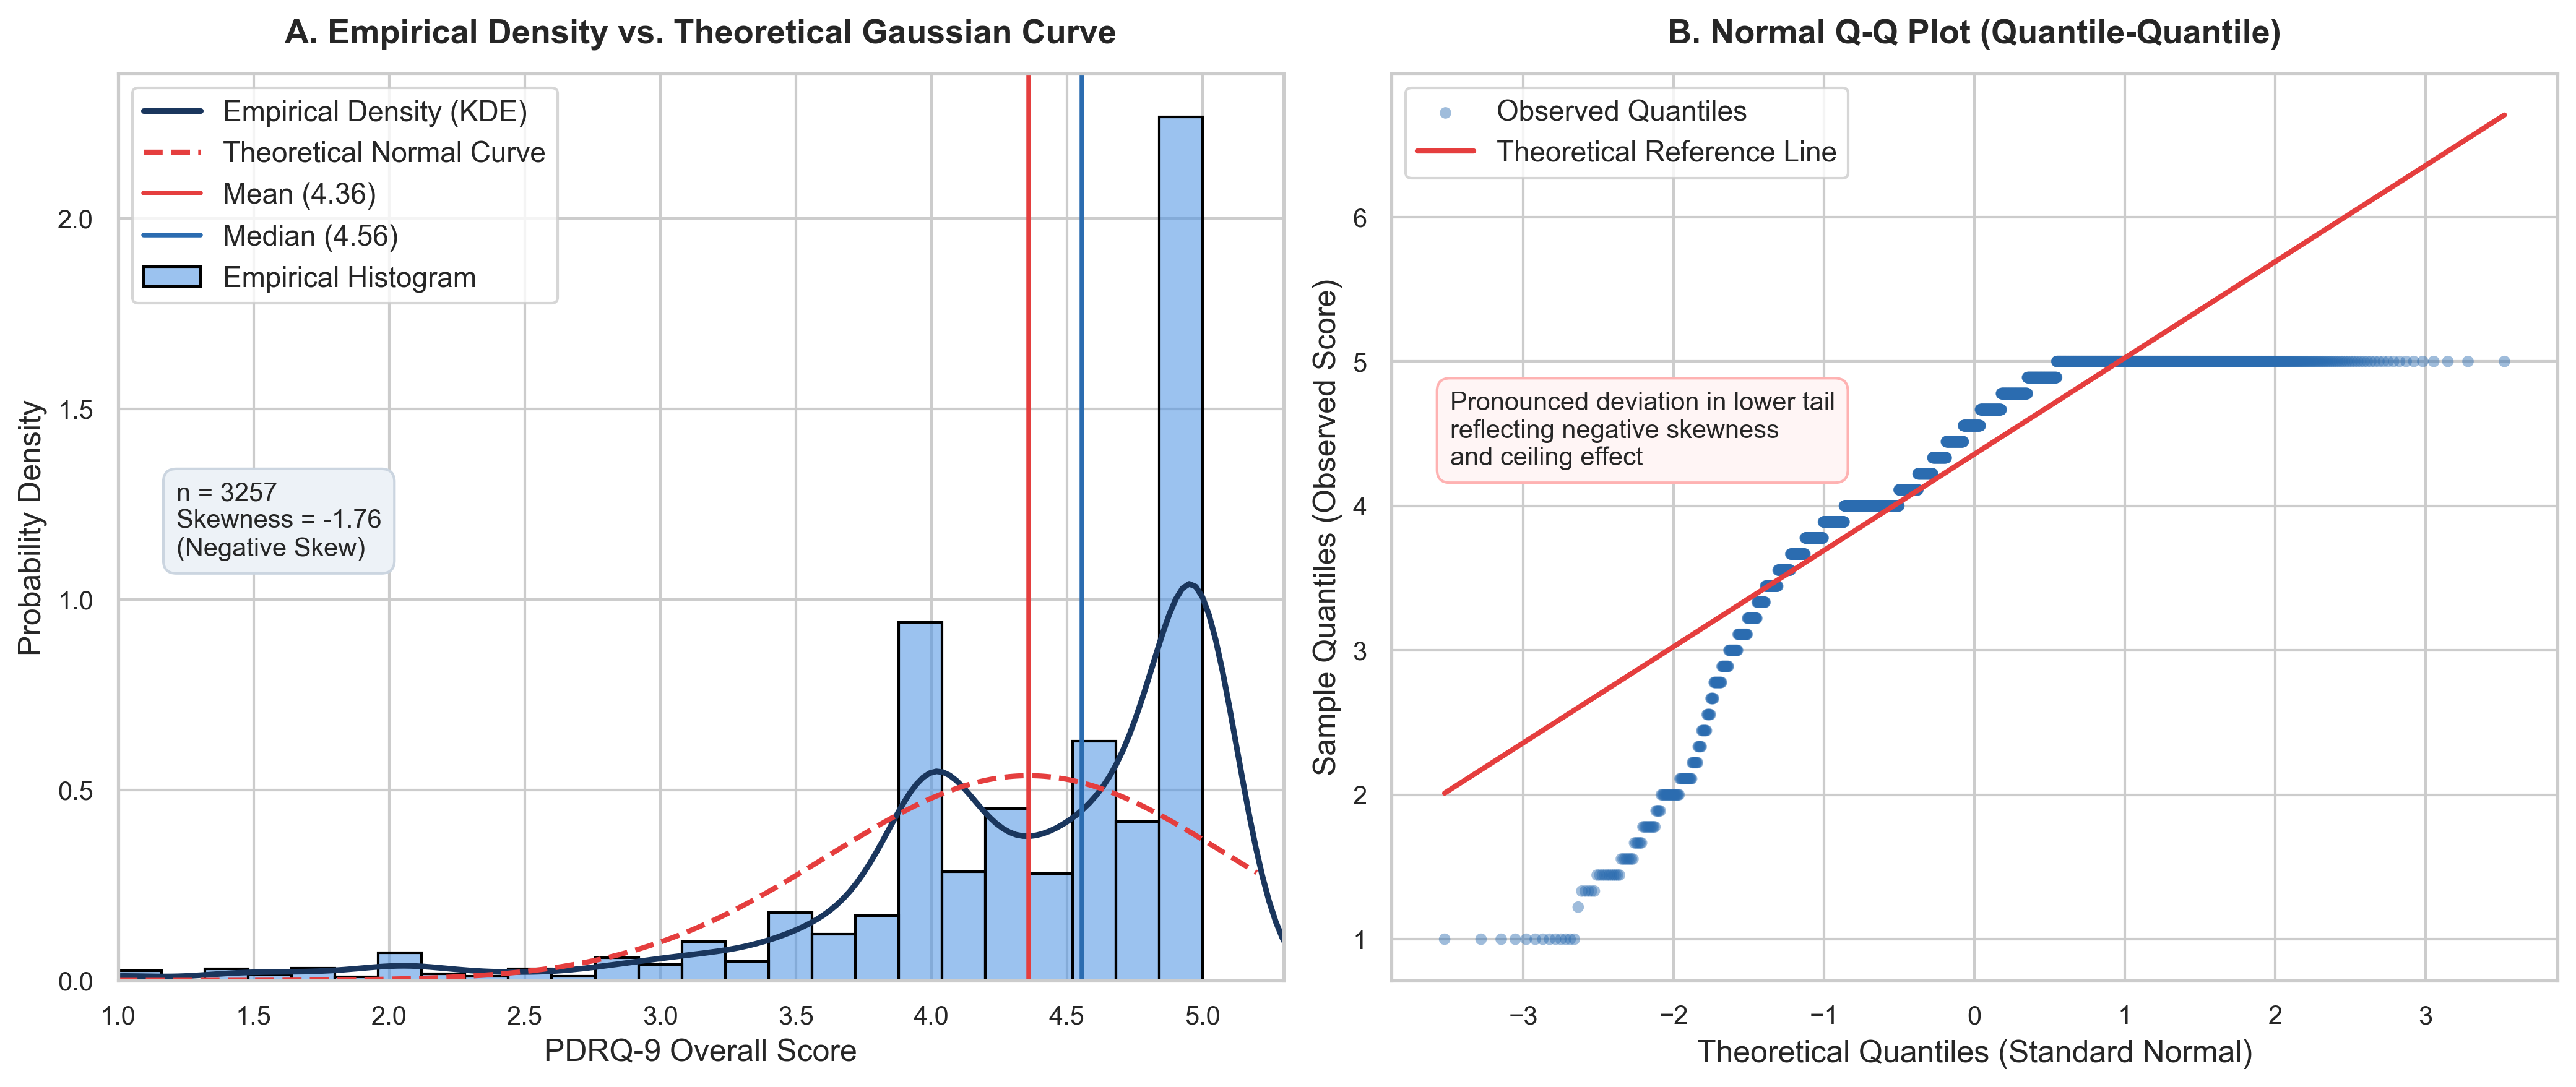 A. Empirical Density vs. Theoretical Gaussian Curve
Empirical Density (KDE)
Theoretical Normal Curve
Mean (4.36)
Median (4.56)
Empirical Histogram
n = 3257
Skewness = -1.76
(Negative Skew)
Probability Density
2.0
1.5
1.0
0.5
0.0
1.0 1.5 2.0 2.5 3.0 3.5 4.0 4.5 5.0
PDRQ-9 Overall Score
B. Normal Q-Q Plot (Quantile-Quantile)
Observed Quantiles
Theoretical Reference Line
Pronounced deviation in lower tail
reflecting negative skewness
and ceiling effect
Sample Quantiles (Observed Score)
6
5
4
3
2
1
−3 −2 −1 0 1 2 3
Theoretical Quantiles (Standard Normal)